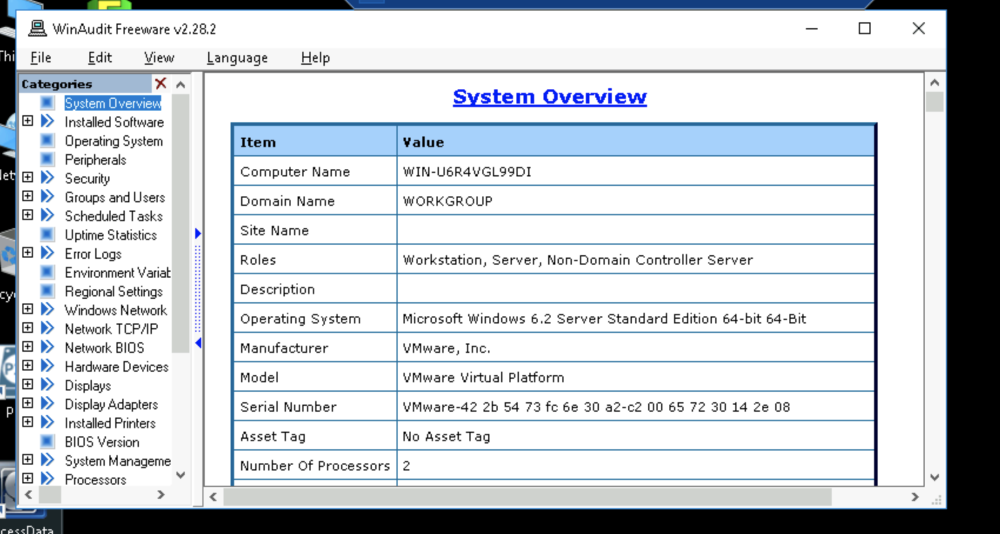 WinAudit Freeware v2.28.2
File Edit View Language Help
Categories
System Overview
Installed Software
Operating System
Peripherals
Security
Groups and Users
Scheduled Tasks
Uptime Statistics
Error Logs
Environment Variab
Regional Settings
Windows Network
Network TCP/IP
Network BIOS
Hardware Devices
Displays
Display Adapters
Installed Printers
BIOS Version
System Manageme
Processors
System Overview
Item Value
Computer Name WIN-U6R4VGL99DI
Domain Name WORKGROUP
Site Name
Roles Workstation, Server, Non-Domain Controller Server
Description
Operating System Microsoft Windows 6.2 Server Standard Edition 64-bit 64-Bit
Manufacturer VMware, Inc.
Model VMware Virtual Platform
Serial Number VMware-42 2b 54 73 fc 6e 30 a2-c2 00 65 72 30 14 2e 08
Asset Tag No Asset Tag
Number Of Processors 2
Thi
Net
cy
P
cessData